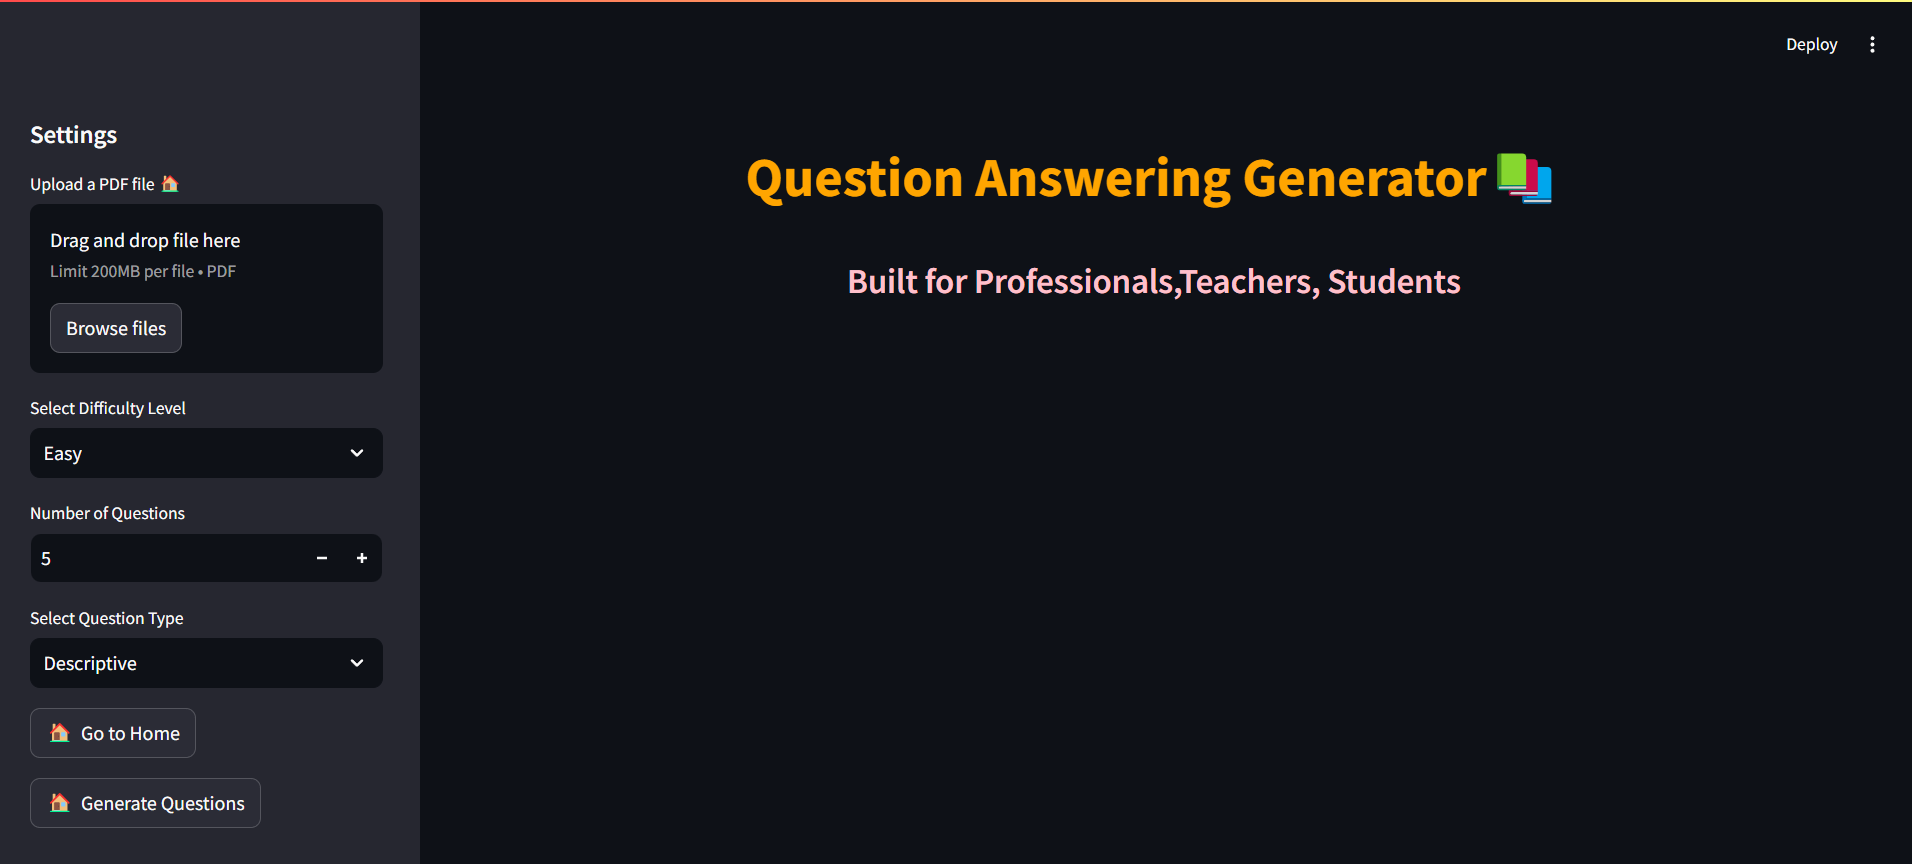 Deploy
Settings
Upload a PDF file 🏠
Drag and drop file here
Limit 200MB per file • PDF
Browse files
Select Difficulty Level
Easy
Number of Questions
5
Select Question Type
Descriptive
🏠 Go to Home
🏠 Generate Questions
Question Answering Generator📚
Built for Professionals,Teachers, Students